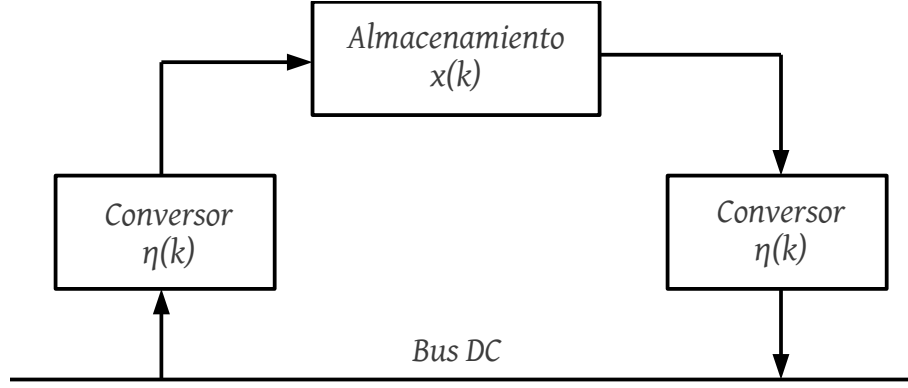 Almacenamiento
x(k)
Conversor
η(k)
Conversor
η(k)
Bus DC